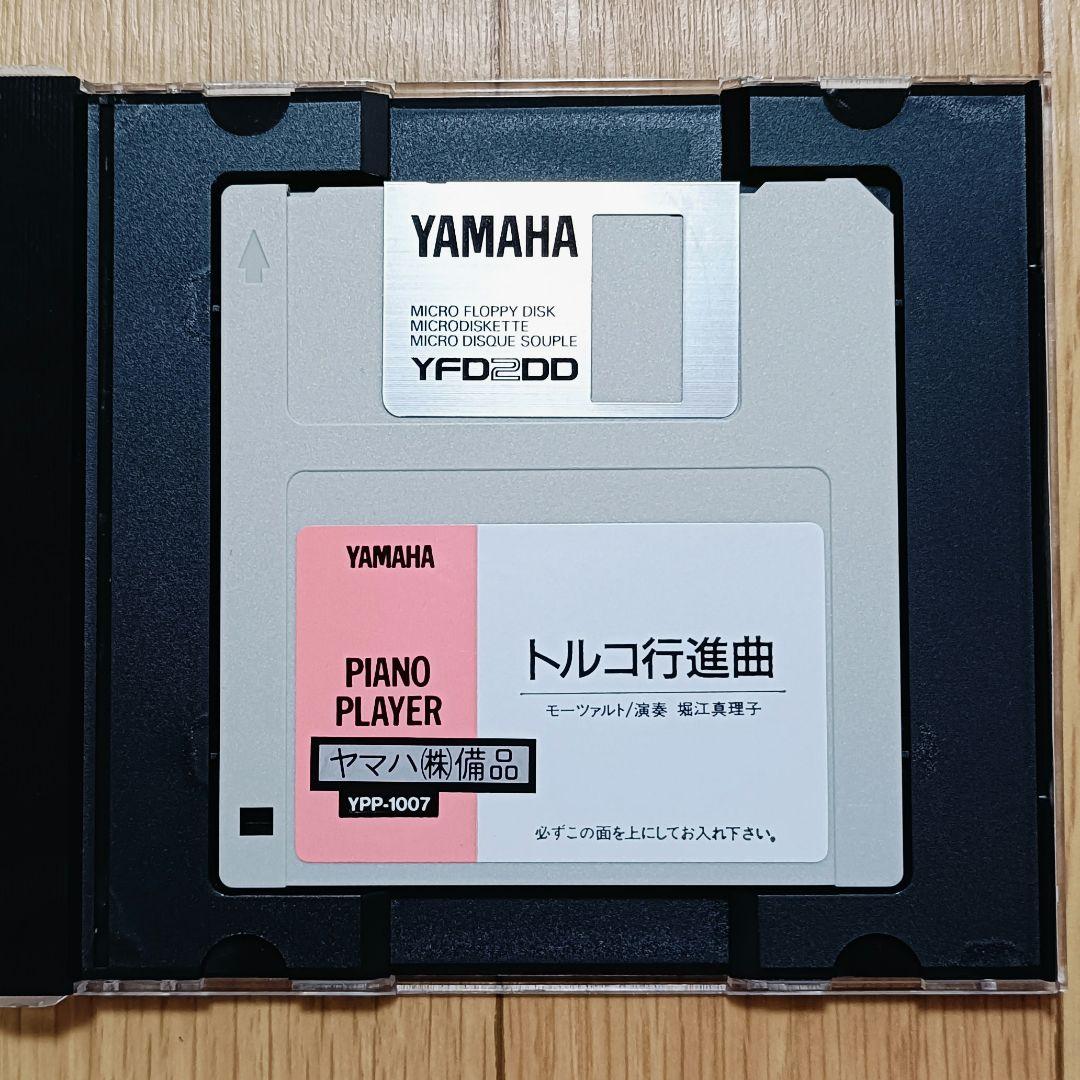 YAMAHA
MICRO FLOPPY DISK
MICRODISKETTE
MICRO DISQUE SOUPLE
YFD2DD
YAMAHA
PIANO
PLAYER
ヤマハ㈱備品
YPP-1007
トルコ行進曲
モーツァルト/演奏 堀江真理子
必ずこの面を上にしてお入れ下さい。